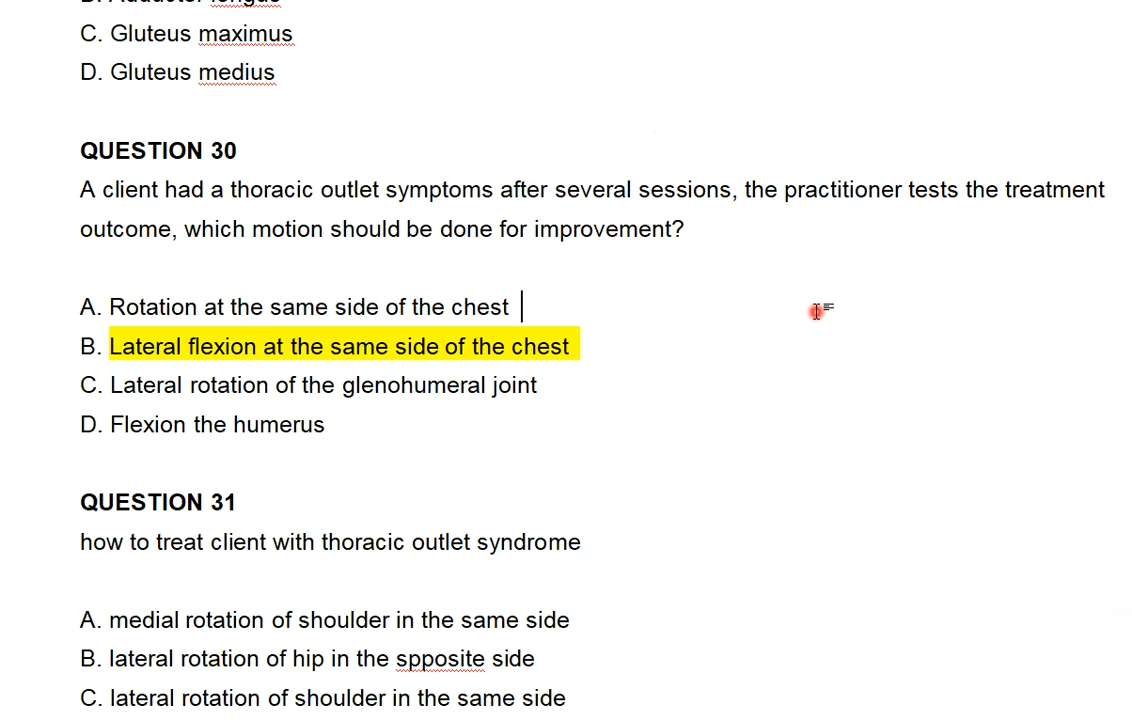 B. Adductor longus
C. Gluteus maximus
D. Gluteus medius
QUESTION 30
A client had a thoracic outlet symptoms after several sessions, the practitioner tests the treatment
outcome, which motion should be done for improvement?
A. Rotation at the same side of the chest
B. Lateral flexion at the same side of the chest
C. Lateral rotation of the glenohumeral joint
D. Flexion the humerus
QUESTION 31
how to treat client with thoracic outlet syndrome
A. medial rotation of shoulder in the same side
B. lateral rotation of hip in the spposite side
C. lateral rotation of shoulder in the same side